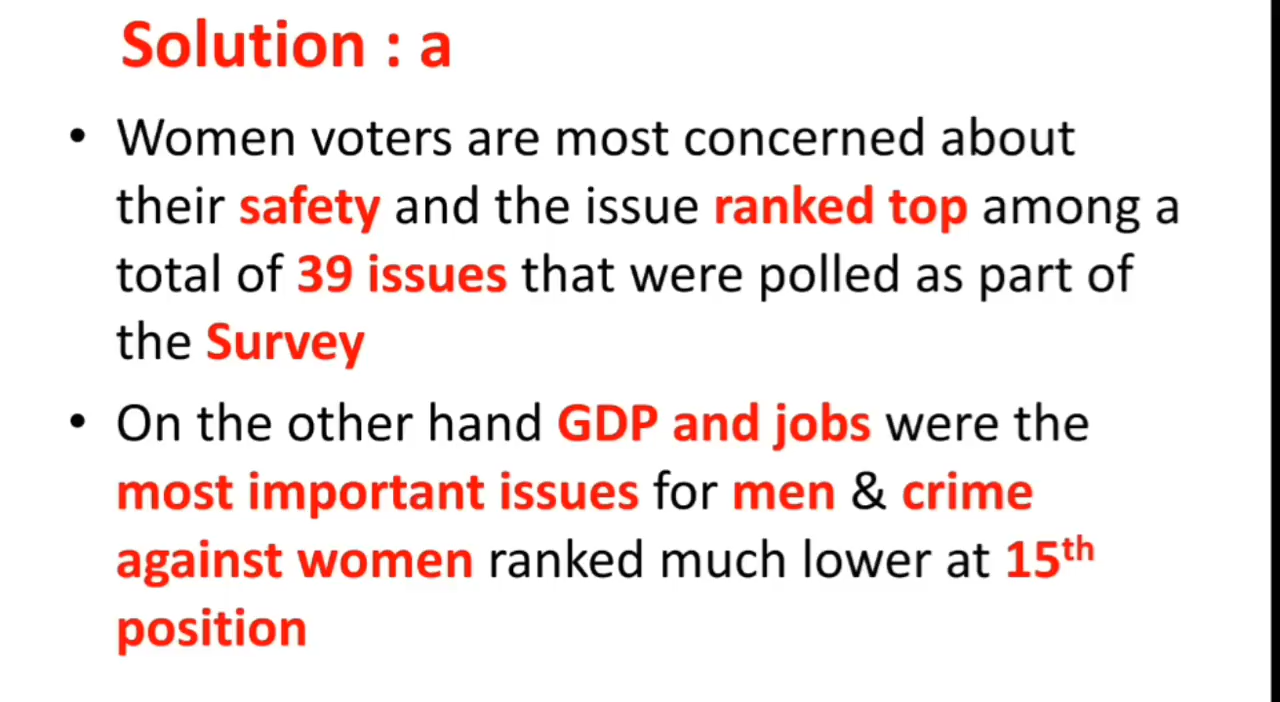 Solution : a
• Women voters are most concerned about
their safety and the issue ranked top among a
total of 39 issues that were polled as part of
the Survey
• On the other hand GDP and jobs were the
most important issues for men & crime
against women ranked much lower at 15th
position